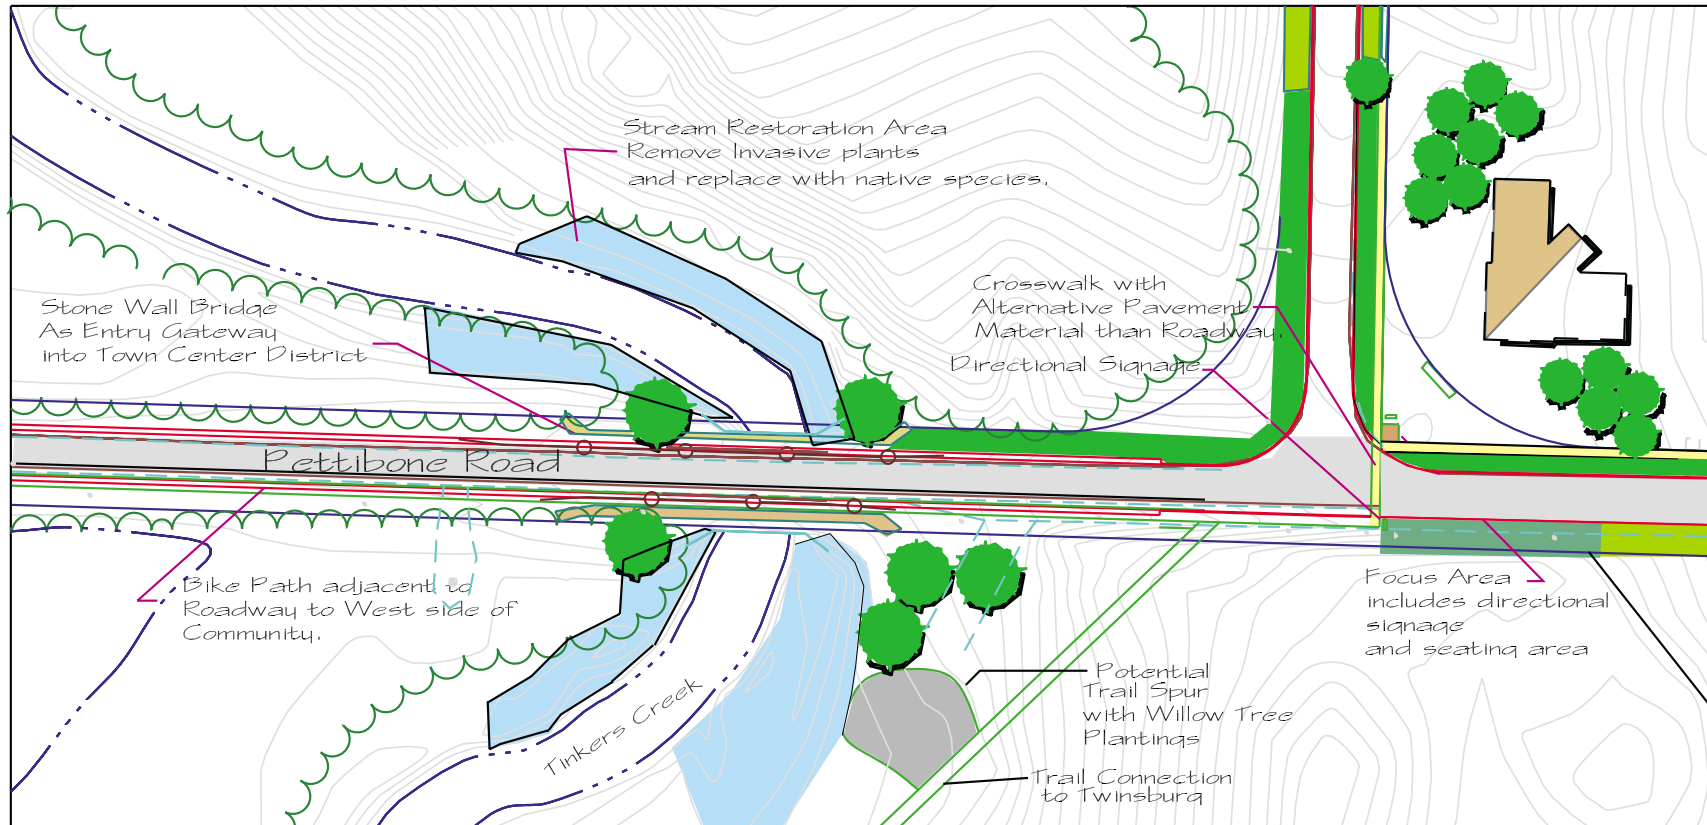 Stream Restoration Area
Remove Invasive plants
and replace with native species.
Stone Wall Bridge
As Entry Gateway
into Town Center District
Crosswalk with
Alternative Pavement
Material than Roadway.
Directional Signage
Pettibone Road
Bike Path adjacent to
Roadway to West side of
Community.
Focus Area
includes directional
signage
and seating area
Tinkers Creek
Potential
Trail Spur
with Willow Tree
Plantings
Trail Connection
to Twinsburg